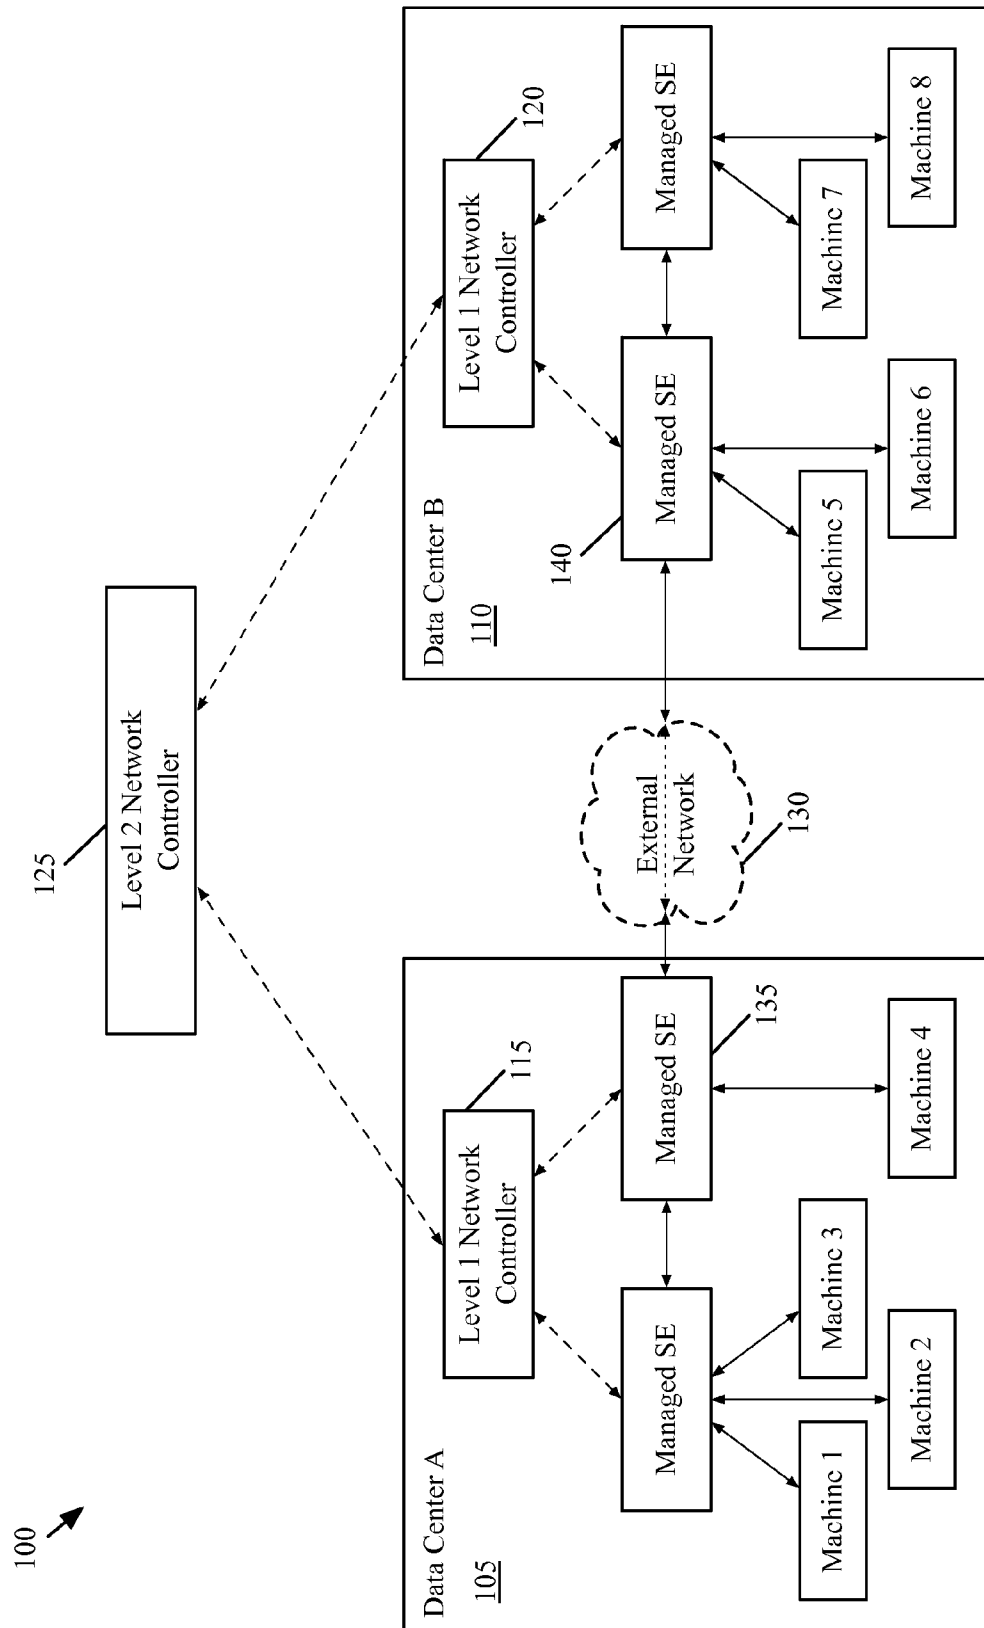 100
125
Level 2 Network
Controller
Data Center A
105
115
Level 1 Network
Controller
Managed SE
Managed SE
135
Machine 1
Machine 2
Machine 3
Machine 4
External
Network
130
Data Center B
110
120
Level 1 Network
Controller
140
Managed SE
Managed SE
Machine 5
Machine 6
Machine 7
Machine 8